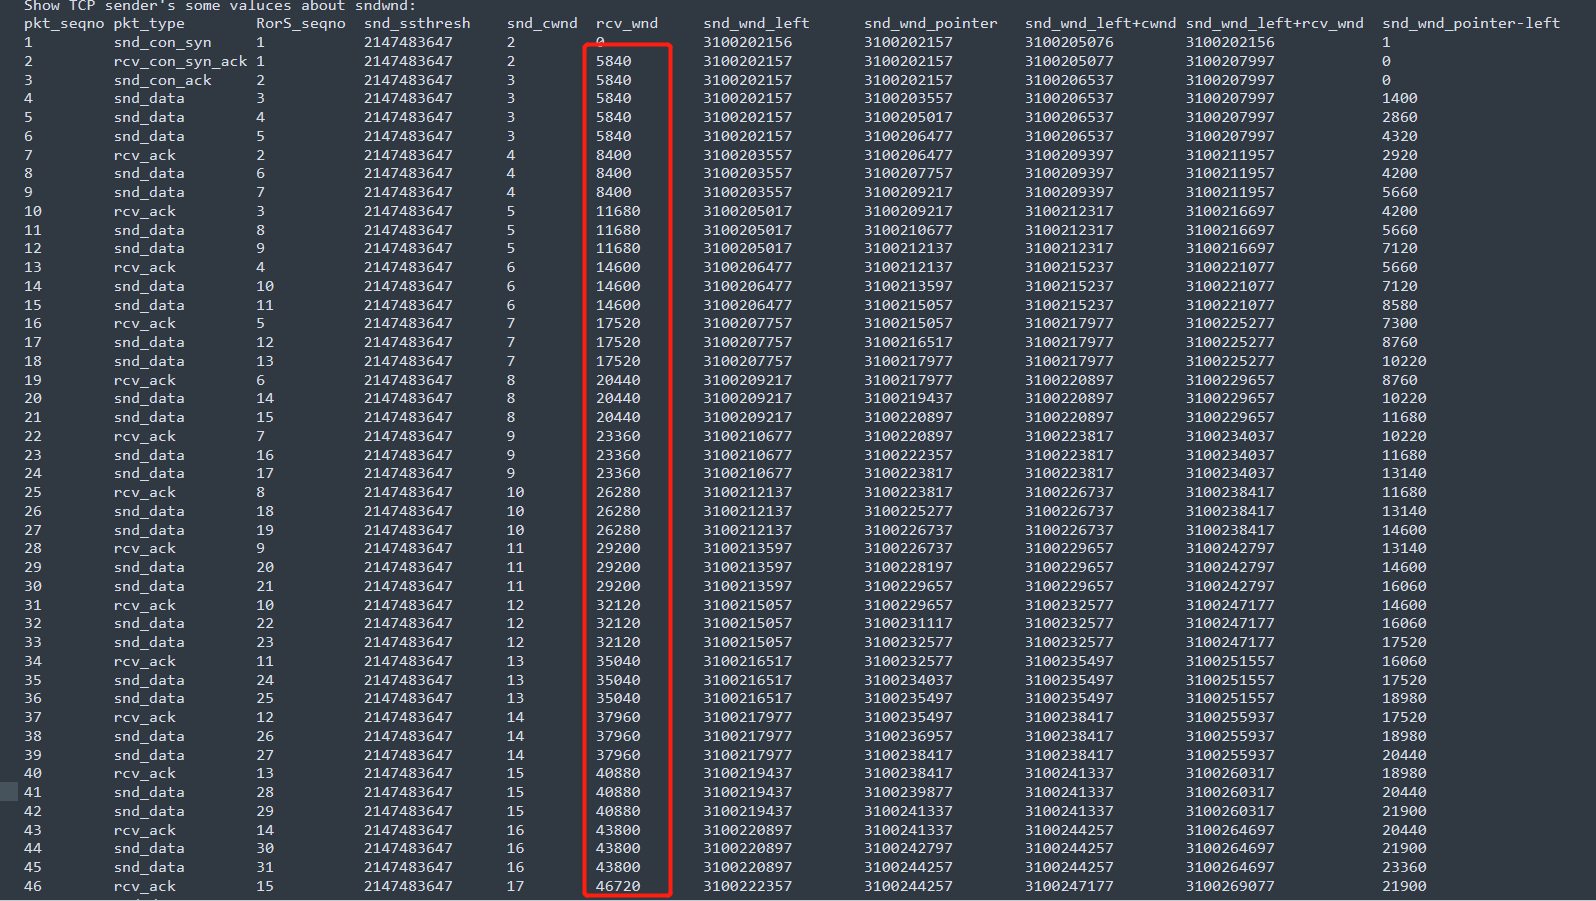 Show TCP sender's some valuces about sndwnd:
pkt_seqno pkt_type RorS_seqno snd_ssthresh snd_cwnd rcv_wnd snd_wnd_left snd_wnd_pointer snd_wnd_left+cwnd snd_wnd_left+rcv_wnd snd_wnd_pointer-left
1 snd_con_syn 1 2147483647 2 0 3100202156 3100202157 3100205076 3100202156 1
2 rcv_con_syn_ack 1 2147483647 2 5840 3100202157 3100202157 3100205077 3100207997 0
3 snd_con_ack 2 2147483647 3 5840 3100202157 3100202157 3100206537 3100207997 0
4 snd_data 3 2147483647 3 5840 3100202157 3100203557 3100206537 3100207997 1400
5 snd_data 4 2147483647 3 5840 3100202157 3100205017 3100206537 3100207997 2860
6 snd_data 5 2147483647 3 5840 3100202157 3100206477 3100206537 3100207997 4320
7 rcv_ack 2 2147483647 4 8400 3100203557 3100206477 3100209397 3100211957 2920
8 snd_data 6 2147483647 4 8400 3100203557 3100207757 3100209397 3100211957 4200
9 snd_data 7 2147483647 4 8400 3100203557 3100209217 3100209397 3100211957 5660
10 rcv_ack 3 2147483647 5 11680 3100205017 3100209217 3100212317 3100216697 4200
11 snd_data 8 2147483647 5 11680 3100205017 3100210677 3100212317 3100216697 5660
12 snd_data 9 2147483647 5 11680 3100205017 3100212137 3100212317 3100216697 7120
13 rcv_ack 4 2147483647 6 14600 3100206477 3100212137 3100215237 3100221077 5660
14 snd_data 10 2147483647 6 14600 3100206477 3100213597 3100215237 3100221077 7120
15 snd_data 11 2147483647 6 14600 3100206477 3100215057 3100215237 3100221077 8580
16 rcv_ack 5 2147483647 7 17520 3100207757 3100215057 3100217977 3100225277 7300
17 snd_data 12 2147483647 7 17520 3100207757 3100216517 3100217977 3100225277 8760
18 snd_data 13 2147483647 7 17520 3100207757 3100217977 3100217977 3100225277 10220
19 rcv_ack 6 2147483647 8 20440 3100209217 3100217977 3100220897 3100229657 8760
20 snd_data 14 2147483647 8 20440 3100209217 3100219437 3100220897 3100229657 10220
21 snd_data 15 2147483647 8 20440 3100209217 3100220897 3100220897 3100229657 11680
22 rcv_ack 7 2147483647 9 23360 3100210677 3100220897 3100223817 3100234037 10220
23 snd_data 16 2147483647 9 23360 3100210677 3100222357 3100223817 3100234037 11680
24 snd_data 17 2147483647 9 23360 3100210677 3100223817 3100223817 3100234037 13140
25 rcv_ack 8 2147483647 10 26280 3100212137 3100223817 3100226737 3100238417 11680
26 snd_data 18 2147483647 10 26280 3100212137 3100225277 3100226737 3100238417 13140
27 snd_data 19 2147483647 10 26280 3100212137 3100226737 3100226737 3100238417 14600
28 rcv_ack 9 2147483647 11 29200 3100213597 3100226737 3100229657 3100242797 13140
29 snd_data 20 2147483647 11 29200 3100213597 3100228197 3100229657 3100242797 14600
30 snd_data 21 2147483647 11 29200 3100213597 3100229657 3100229657 3100242797 16060
31 rcv_ack 10 2147483647 12 32120 3100215057 3100229657 3100232577 3100247177 14600
32 snd_data 22 2147483647 12 32120 3100215057 3100231117 3100232577 3100247177 16060
33 snd_data 23 2147483647 12 32120 3100215057 3100232577 3100232577 3100247177 17520
34 rcv_ack 11 2147483647 13 35040 3100216517 3100232577 3100235497 3100251557 16060
35 snd_data 24 2147483647 13 35040 3100216517 3100234037 3100235497 3100251557 17520
36 snd_data 25 2147483647 13 35040 3100216517 3100235497 3100235497 3100251557 18980
37 rcv_ack 12 2147483647 14 37960 3100217977 3100235497 3100238417 3100255937 17520
38 snd_data 26 2147483647 14 37960 3100217977 3100236957 3100238417 3100255937 18980
39 snd_data 27 2147483647 14 37960 3100217977 3100238417 3100238417 3100255937 20440
40 rcv_ack 13 2147483647 15 40880 3100219437 3100238417 3100241337 3100260317 18980
41 snd_data 28 2147483647 15 40880 3100219437 3100239877 3100241337 3100260317 20440
42 snd_data 29 2147483647 15 40880 3100219437 3100241337 3100241337 3100260317 21900
43 rcv_ack 14 2147483647 16 43800 3100220897 3100241337 3100244257 3100264697 20440
44 snd_data 30 2147483647 16 43800 3100220897 3100242797 3100244257 3100264697 21900
45 snd_data 31 2147483647 16 43800 3100220897 3100244257 3100244257 3100264697 23360
46 rcv_ack 15 2147483647 17 46720 3100222357 3100244257 3100247177 3100269077 21900